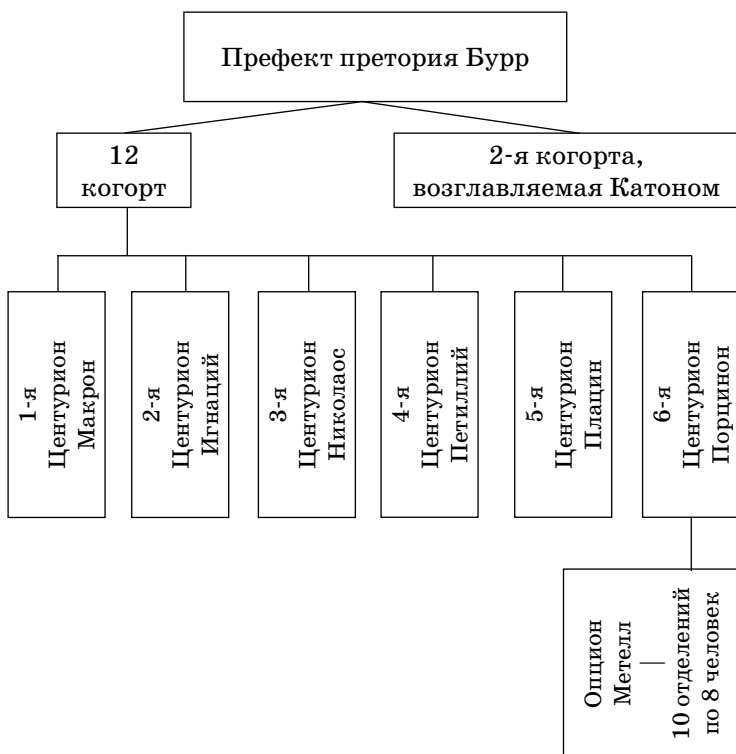 Префект претория Бурр
12
когорт
2-я когорта,
возглавляемая Катоном
1-я
Центурион
Макрон
2-я
Центурион
Игнаций
3-я
Центурион
Николаос
4-я
Центурион
Петиллий
5-я
Центурион
Плацин
6-я
Центурион
Порцинон
Опцион
Метелл
—
10 отделений
по 8 человек